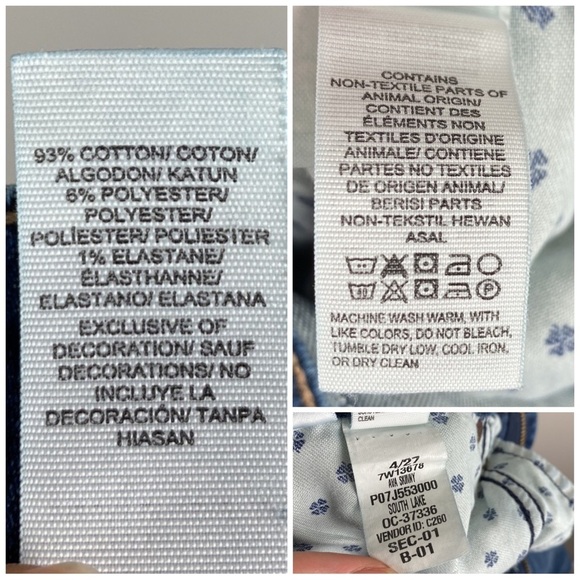 93% COTTON/ COTON/
ALGODON/ KATUN
6% POLYESTER/
POLYESTER/
POLİESTER/ POLIESTER
1% ELASTANE/
ÉLASTHANNE/
ELASTANO/ ELASTANA
EXCLUSIVE OF
DECORATION/ SAUF
DECORATIONS/ NO
INCLUYE LA
DECORACIÓN/ TANPA
HIASAN
CONTAINS
NON-TEXTILE PARTS OF
ANIMAL ORIGIN/
CONTIENT DES
ÉLÉMENTS NON
TEXTILES D'ORIGINE
ANIMALE/ CONTIENE
PARTES NO TEXTILES
DE ORIGEN ANIMAL/
BERISI PARTS
NON-TEKSTIL HEWAN
ASAL
MACHINE WASH WARM, WITH
LIKE COLORS, DO NOT BLEACH,
TUMBLE DRY LOW, COOL IRON,
OR DRY CLEAN
CLEAN
4/27
7W13678
AVA SKINNY
P07J553000
SOUTH LAKE
OC-37336
VENDOR ID: C260
SEC-01
B-01